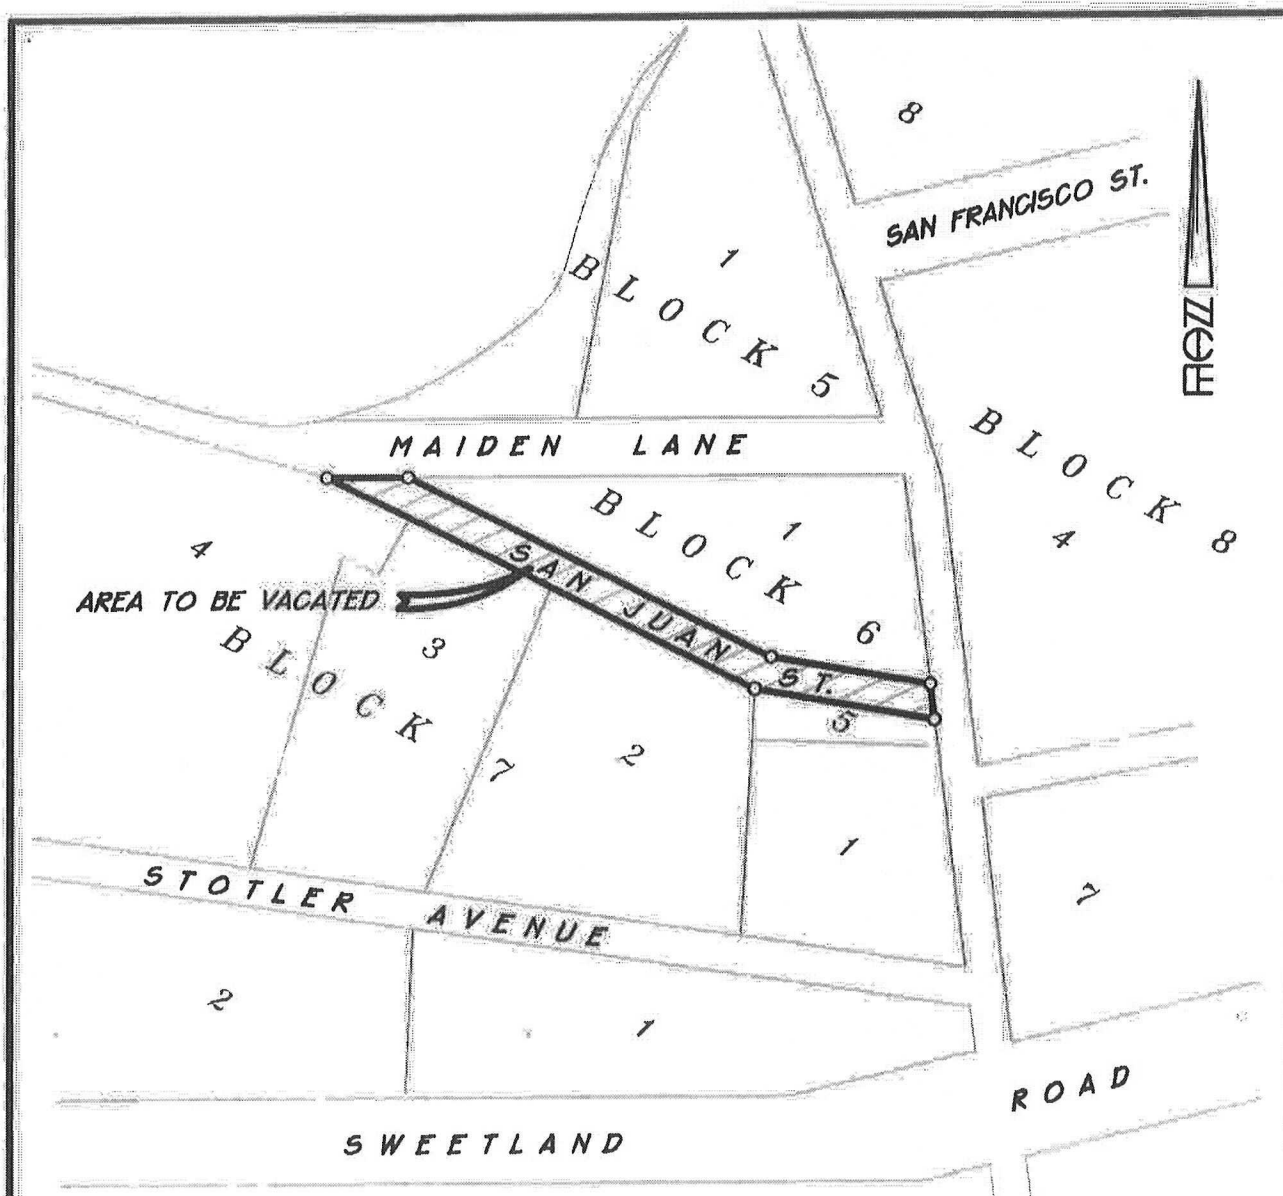 8
SAN FRANCISCO ST.
1
BLOCK 5
MAIDEN LANE
BLOCK 8
4
BLOCK 6
1
4
AREA TO BE VACATED
SAN JUAN ST.
3
BLOCK 7
2
5
1
7
STOTLER AVENUE
2
1
SWEETLAND ROAD